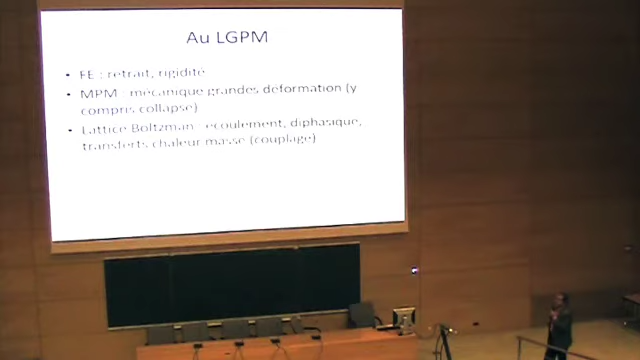 Au LGPM
• FE : retrait, rigidité
• MPM : mécanique grandes déformation (y
compris collapse)
• Lattice Boltzman : écoulement, diphasique,
transferts chaleur masse (couplage)